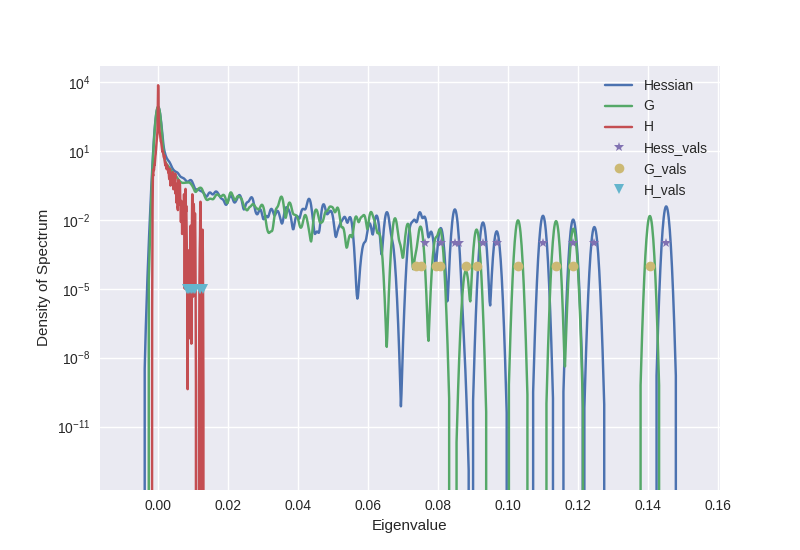 10^4
10^1
10^-2
10^-5
10^-8
10^-11
Density of Spectrum
Hessian
G
H
Hess_vals
G_vals
H_vals
0.00 0.02 0.04 0.06 0.08 0.10 0.12 0.14 0.16
Eigenvalue